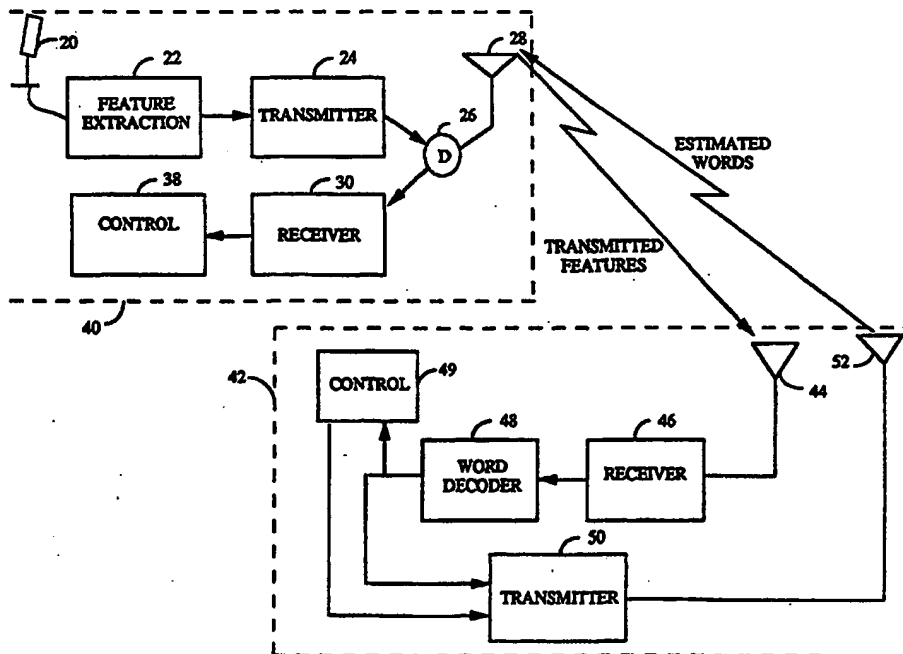 20
22
24
28
FEATURE
EXTRACTION
TRANSMITTER
26
D
ESTIMATED
WORDS
38
30
CONTROL
RECEIVER
TRANSMITTED
FEATURES
40
42
CONTROL
49
44
52
48
46
WORD
DECODER
RECEIVER
50
TRANSMITTER